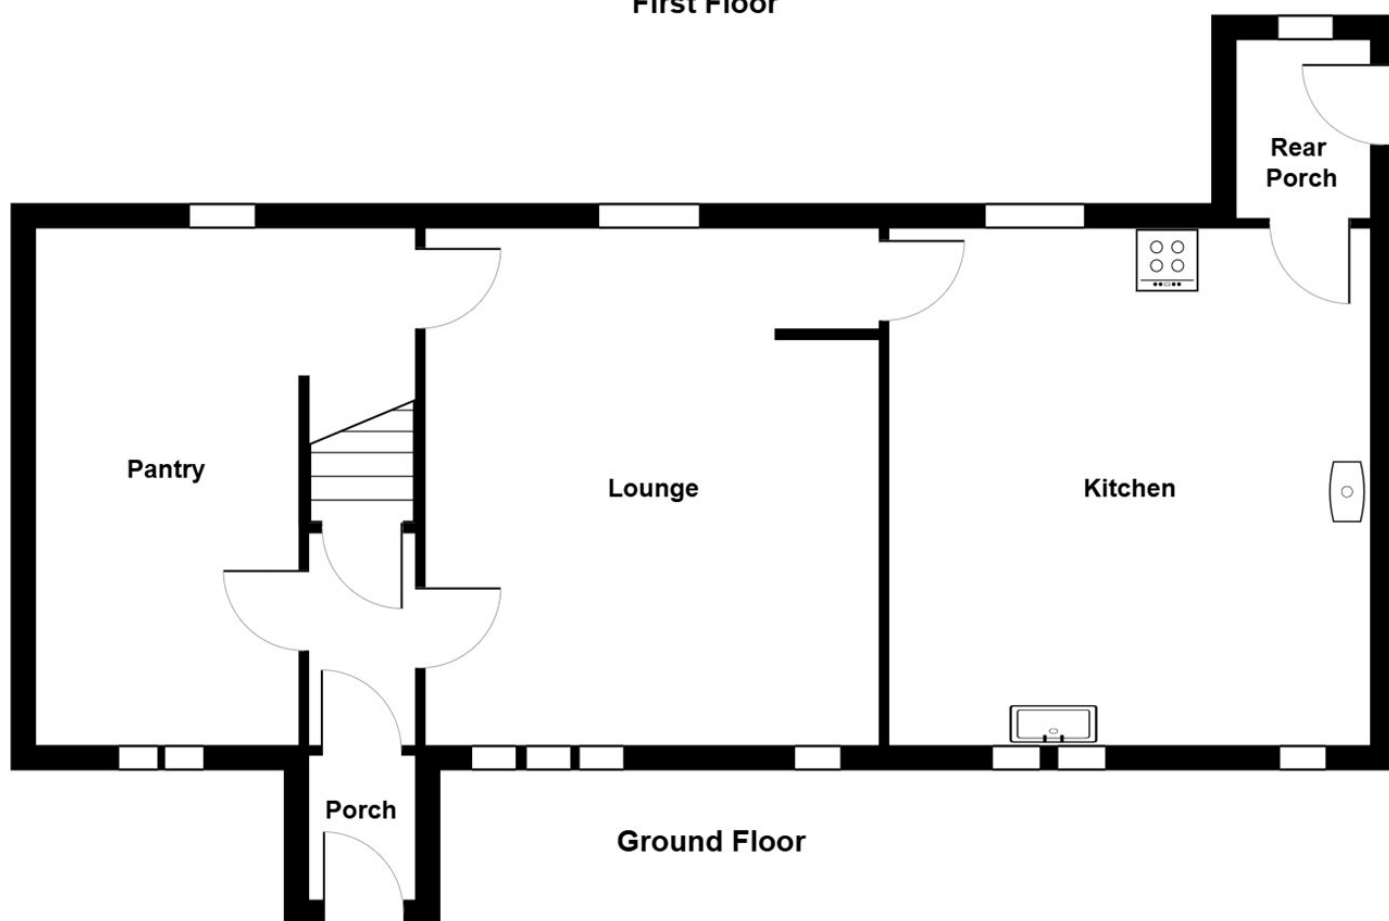 First Floor
Rear
Porch
Pantry
Lounge
Kitchen
Porch
Ground Floor